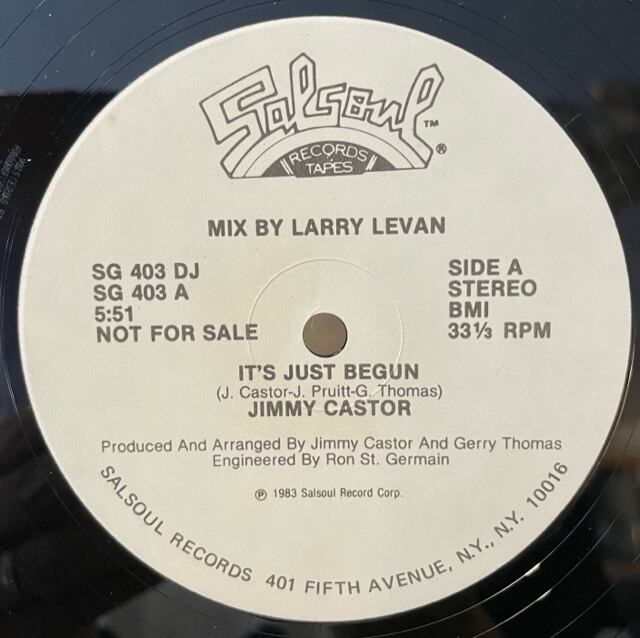 Salsoul TM
RECORDS ®
TAPES
MIX BY LARRY LEVAN
SG 403 DJ
SG 403 A
5:51
NOT FOR SALE
SIDE A
STEREO
BMI
33⅓ RPM
IT'S JUST BEGUN
(J. Castor-J. Pruitt-G. Thomas)
JIMMY CASTOR
Produced And Arranged By Jimmy Castor And Gerry Thomas
Engineered By Ron St. Germain
℗ 1983 Salsoul Record Corp.
SALSOUL RECORDS 401 FIFTH AVENUE, N.Y., N.Y. 10016